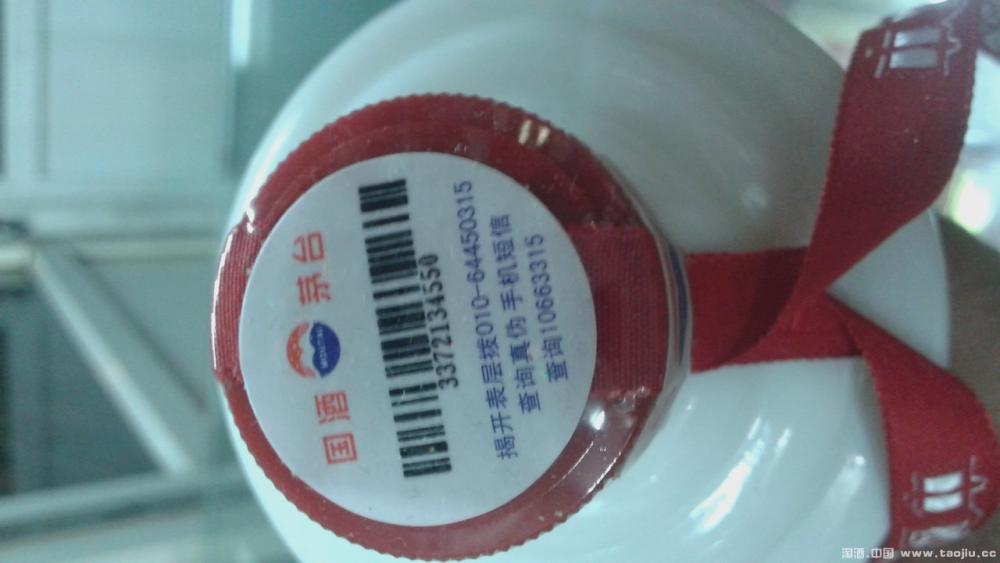 国酒 茅台
3372134550
揭开表层拨010-64450315
查询真伪 手机短信
查询10663315
淘酒.中国 www.taojiu.cc